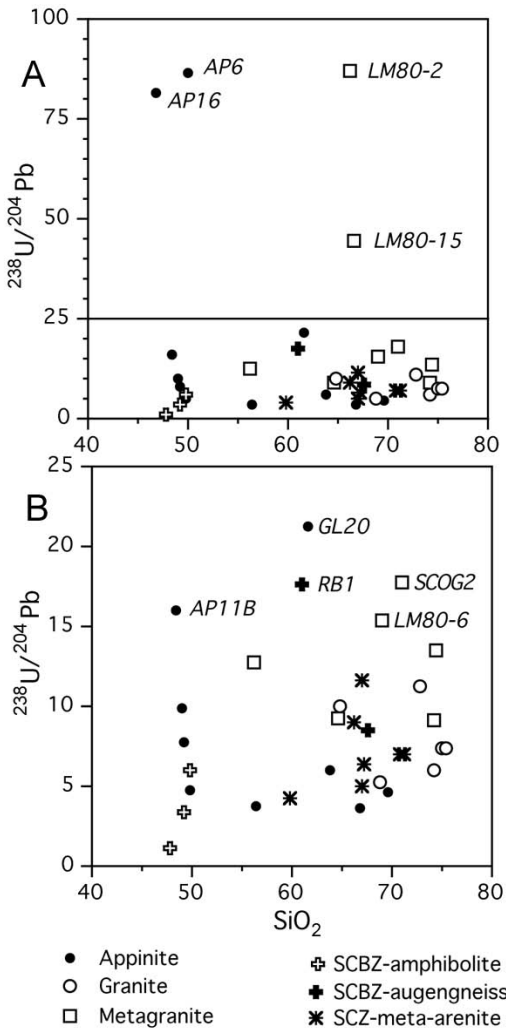 100
A
AP6
LM80-2
AP16
75
238U/204Pb
50
LM80-15
25
0
40 50 60 70 80
25
B
GL20
20
RB1
SCOG2
AP11B
LM80-6
15
238U/204Pb
10
5
0
40 50 60 70 80
SiO2
Appinite
SCBZ-amphibolite
Granite
SCBZ-augengneiss
Metagranite
SCZ-meta-arenite